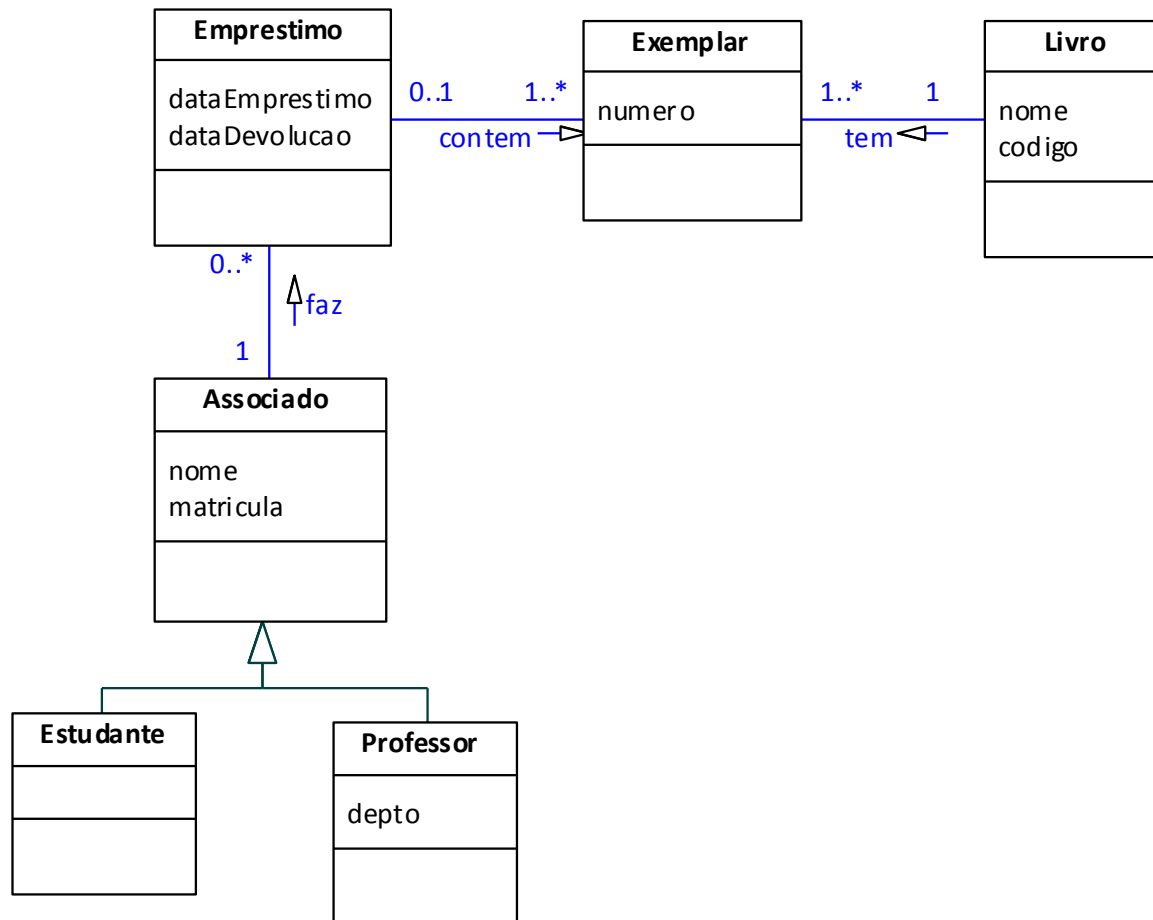 Emprestimo
dataEmprestimo
dataDevolucao
0..1
1..*
contem
Exemplar
numero
1..*
1
tem
Livro
nome
codigo
0..*
faz
1
Associado
nome
matricula
Estudante
Professor
depto